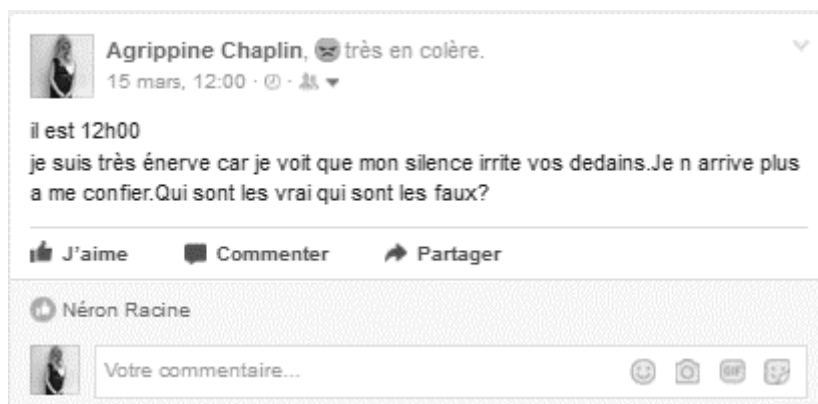 Agrippine Chaplin, très en colère.
15 mars, 12:00
il est 12h00
je suis très énerve car je voit que mon silence irrite vos dedains.Je n arrive plus
a me confier.Qui sont les vrai qui sont les faux?
J'aime Commenter Partager
Néron Racine
Votre commentaire... GIF